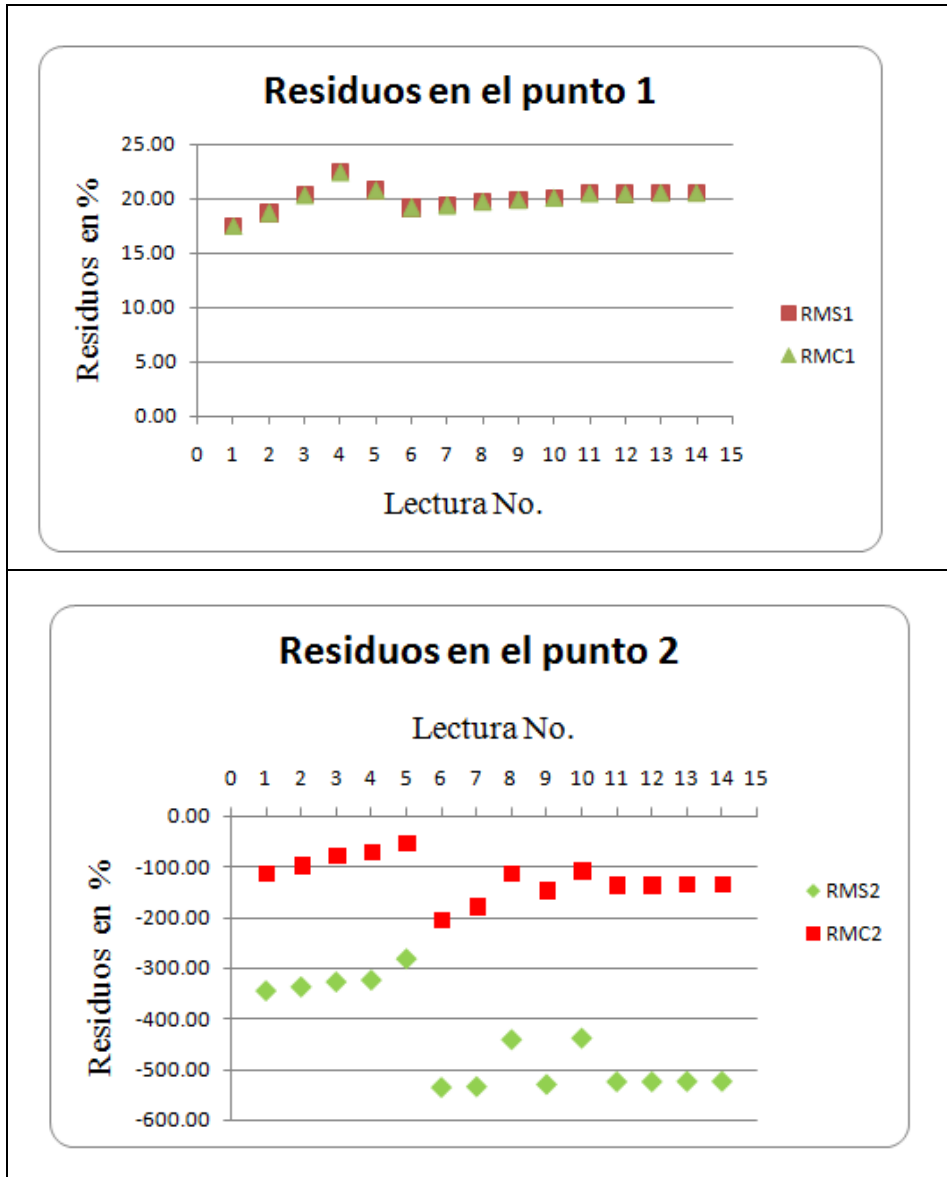 Residuos en el punto 1
25.00
20.00
15.00
10.00
5.00
0.00
Residuos en %
0 1 2 3 4 5 6 7 8 9 10 11 12 13 14 15
Lectura No.
RMS1
RMC1
Residuos en el punto 2
Lectura No.
0 1 2 3 4 5 6 7 8 9 10 11 12 13 14 15
0.00
-100.00
-200.00
-300.00
-400.00
-500.00
-600.00
Residuos en %
RMS2
RMC2